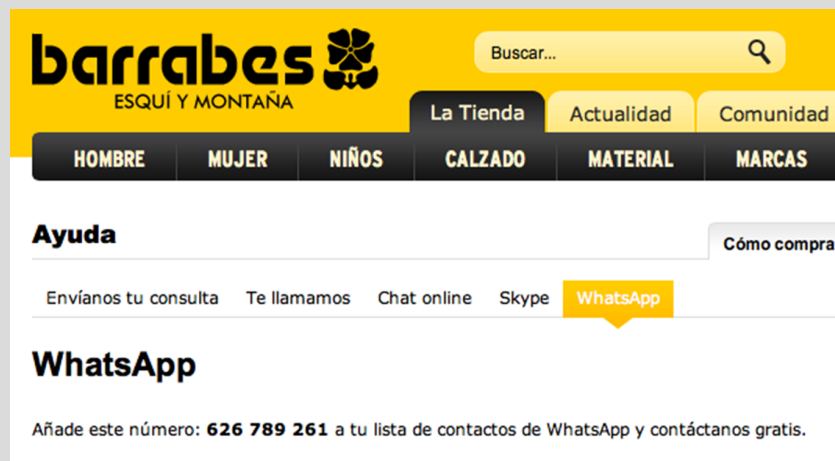 barrabes
ESQUÍ Y MONTAÑA
Buscar...
La Tienda Actualidad Comunidad
HOMBRE MUJER NIÑOS CALZADO MATERIAL MARCAS
Ayuda
Cómo compra
Envíanos tu consulta Te llamamos Chat online Skype WhatsApp
WhatsApp
Añade este número: 626 789 261 a tu lista de contactos de WhatsApp y contáctanos gratis.